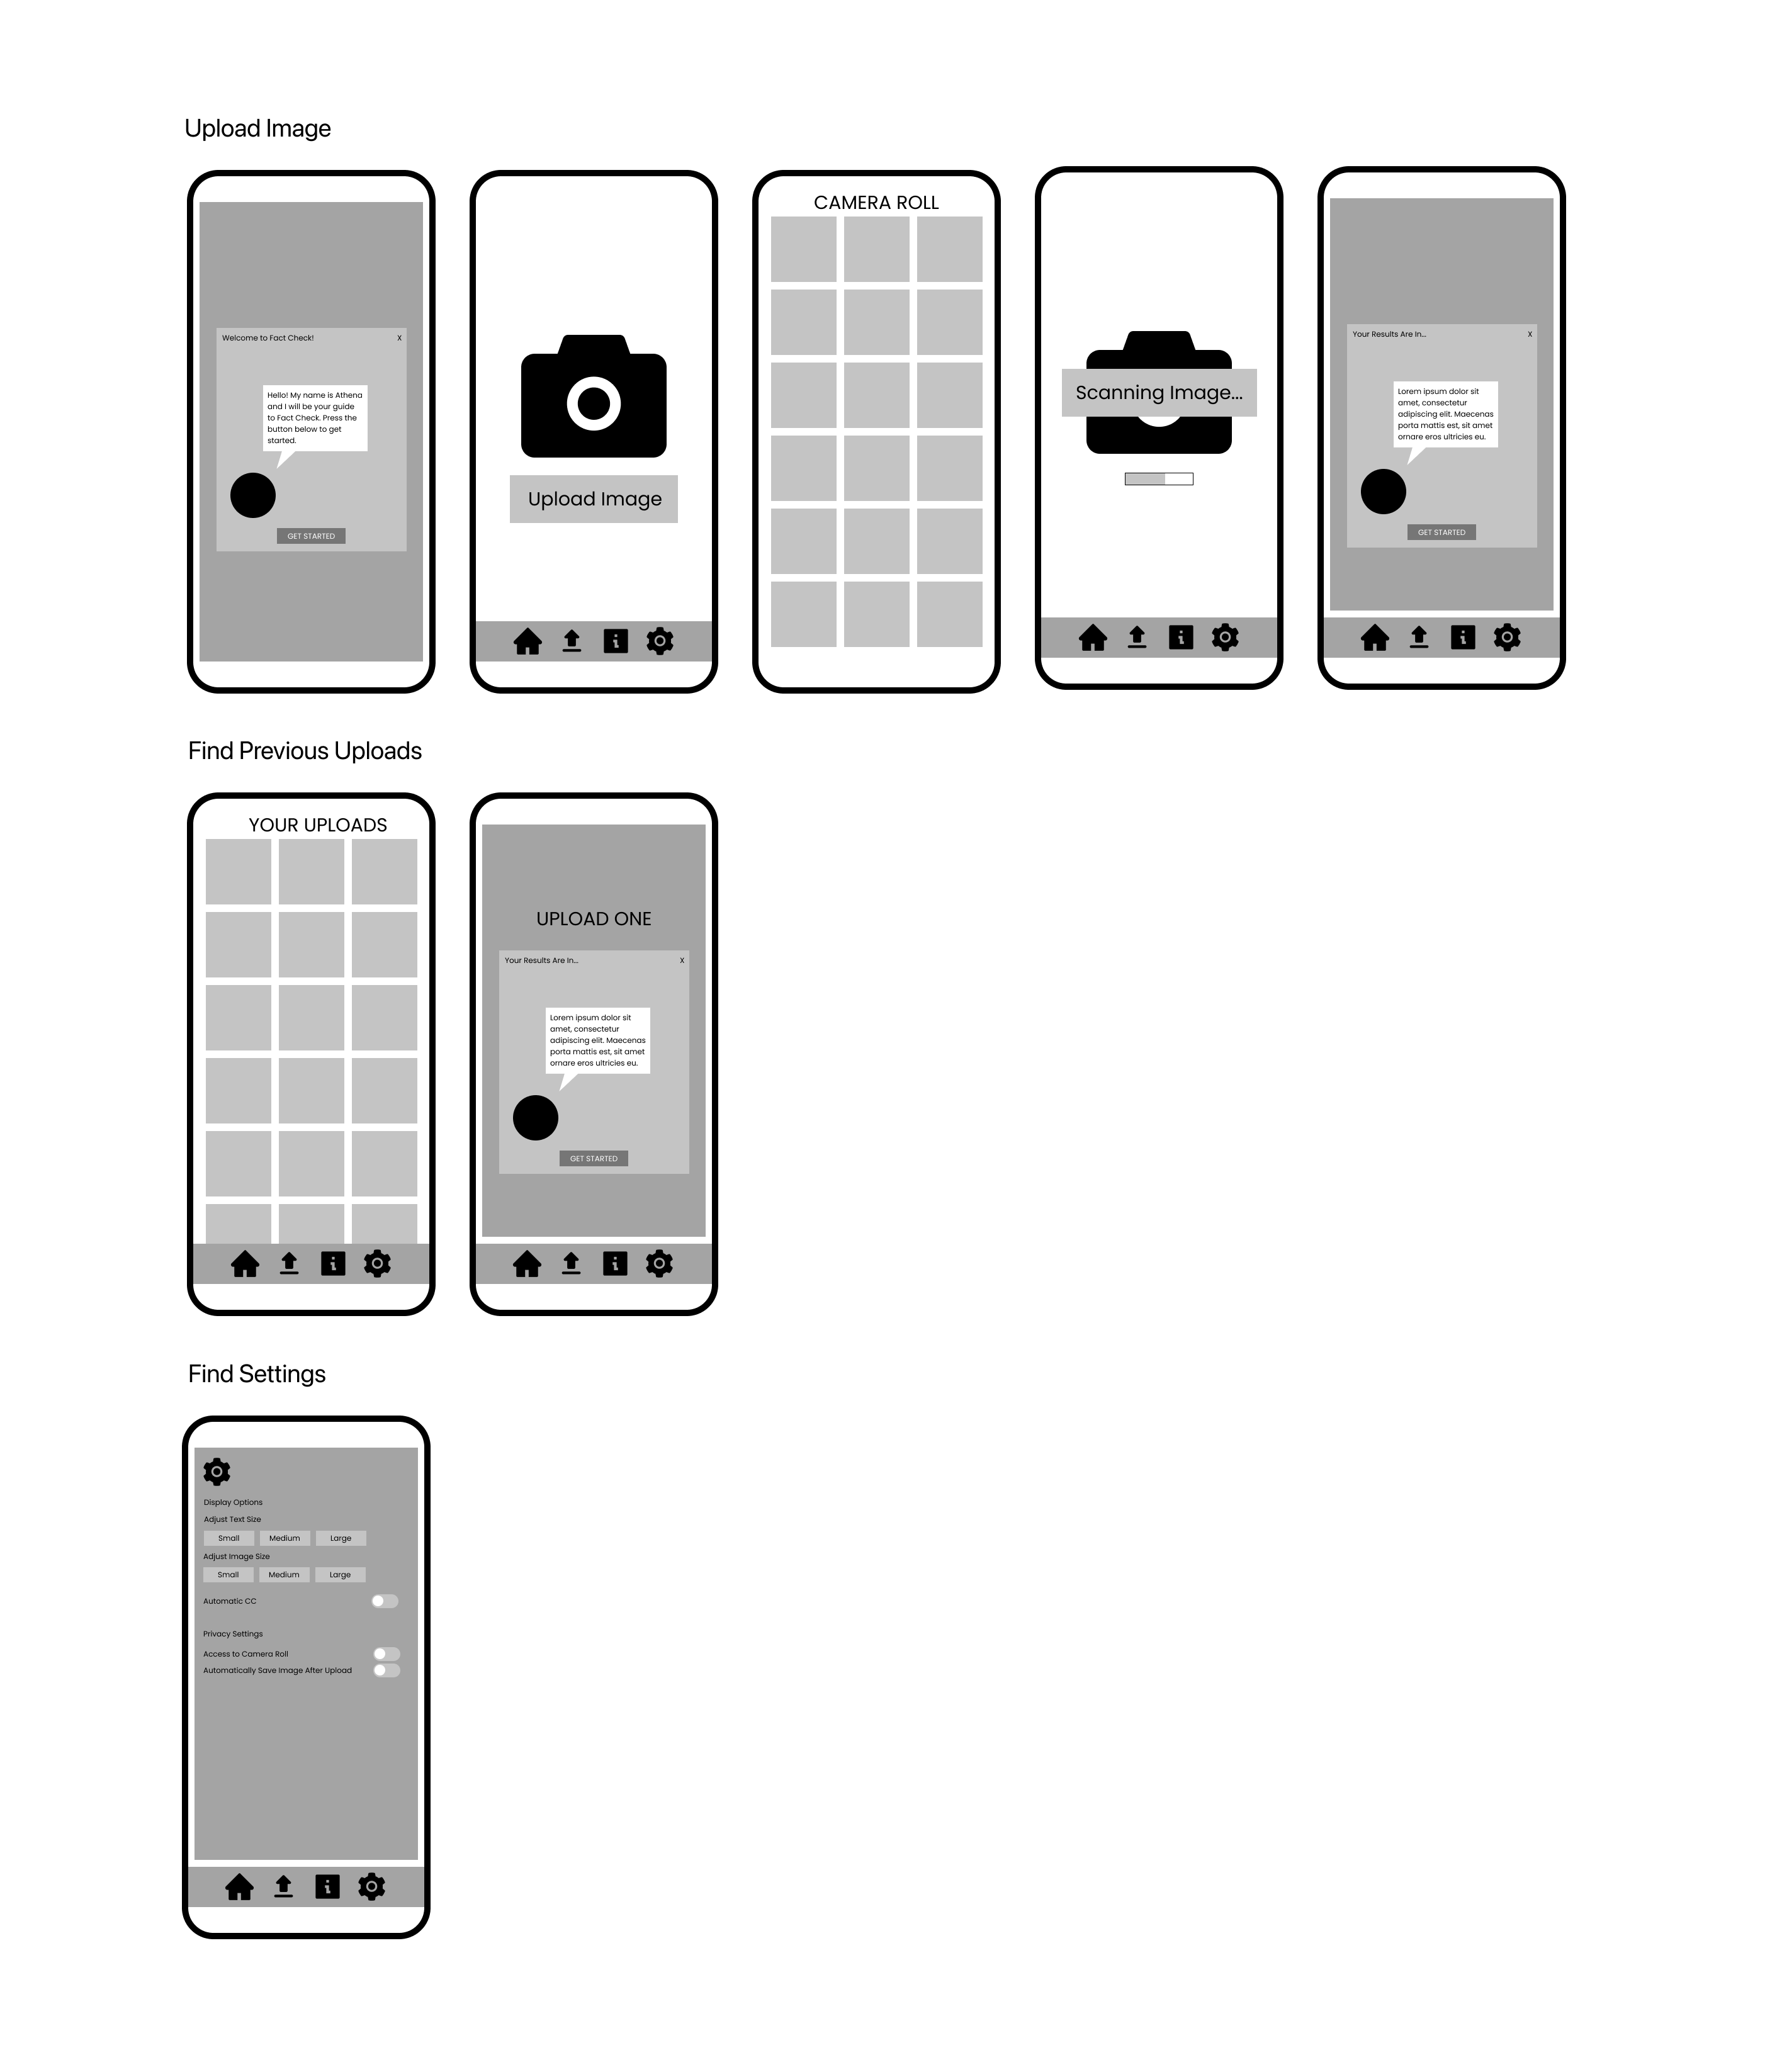 Upload Image
Welcome to Fact Check!
X
Hello! My name is Athena
and I will be your guide
to Fact Check. Press the
button below to get
started.
GET STARTED
Upload Image
CAMERA ROLL
Scanning Image...
Your Results Are In...
X
Lorem ipsum dolor sit
amet, consectetur
adipiscing elit. Maecenas
porta mattis est, sit amet
ornare eros ultricies eu.
GET STARTED
Find Previous Uploads
YOUR UPLOADS
UPLOAD ONE
Your Results Are In...
X
Lorem ipsum dolor sit
amet, consectetur
adipiscing elit. Maecenas
porta mattis est, sit amet
ornare eros ultricies eu.
GET STARTED
Find Settings
Display Options
Adjust Text Size
Small Medium Large
Adjust Image Size
Small Medium Large
Automatic CC
Privacy Settings
Access to Camera Roll
Automatically Save Image After Upload